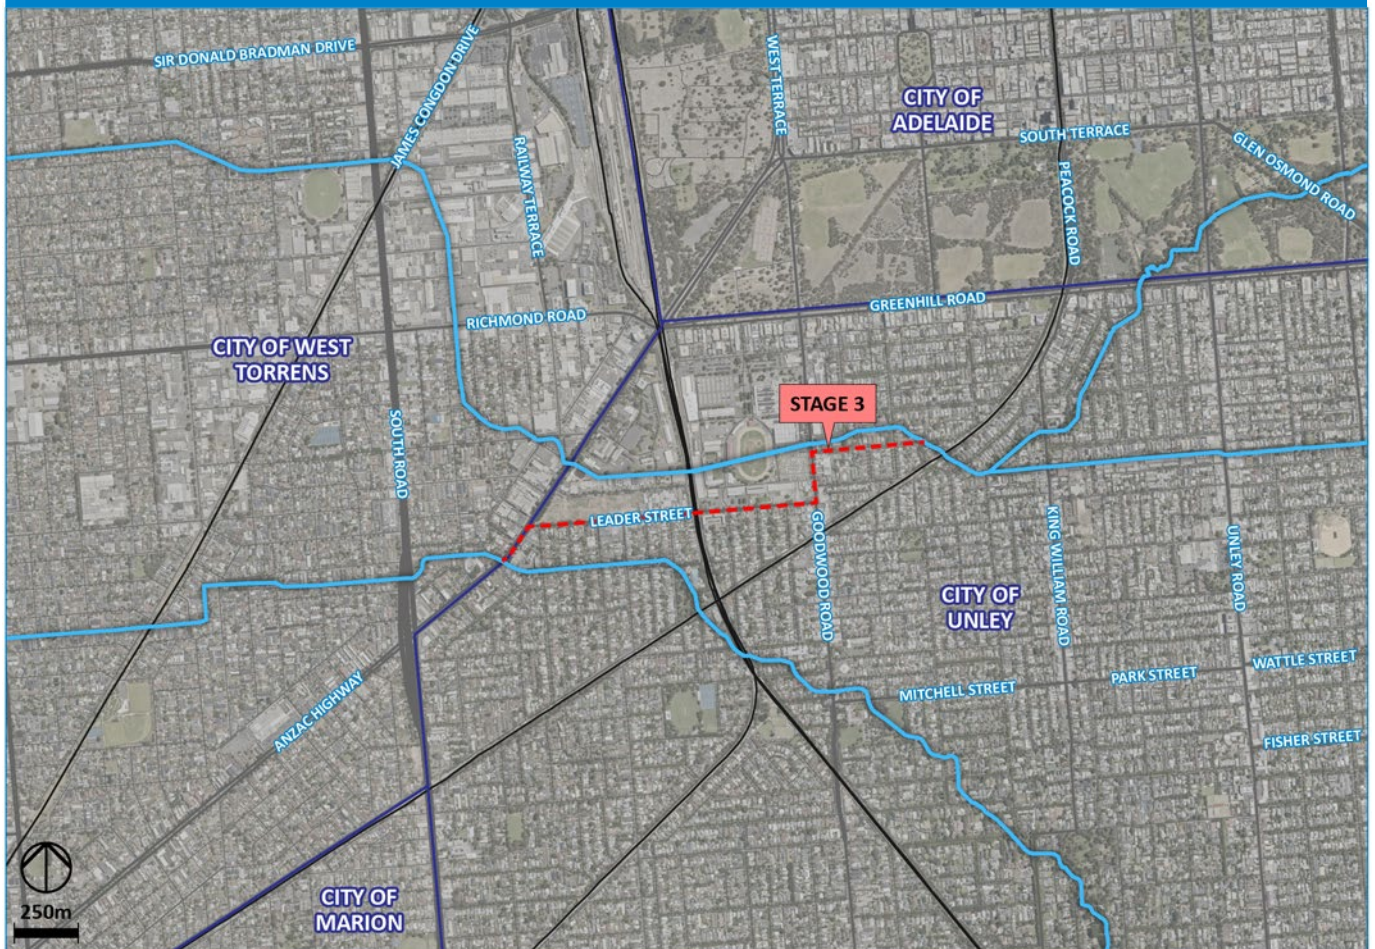 SIR DONALD BRADMAN DRIVE
JAMES CONGDON DRIVE
WEST TERRACE
CITY OF
ADELAIDE
SOUTH TERRACE
GLEN OSMOND ROAD
RAILWAY TERRACE
PEACOCK ROAD
GREENHILL ROAD
RICHMOND ROAD
CITY OF WEST
TORRENS
STAGE 3
SOUTH ROAD
LEADER STREET
GOODWOOD ROAD
KING WILLIAM ROAD
UNLEY ROAD
CITY OF
UNLEY
WATTLE STREET
PARK STREET
MITCHELL STREET
ANZAC HIGHWAY
FISHER STREET
CITY OF
MARION
250m